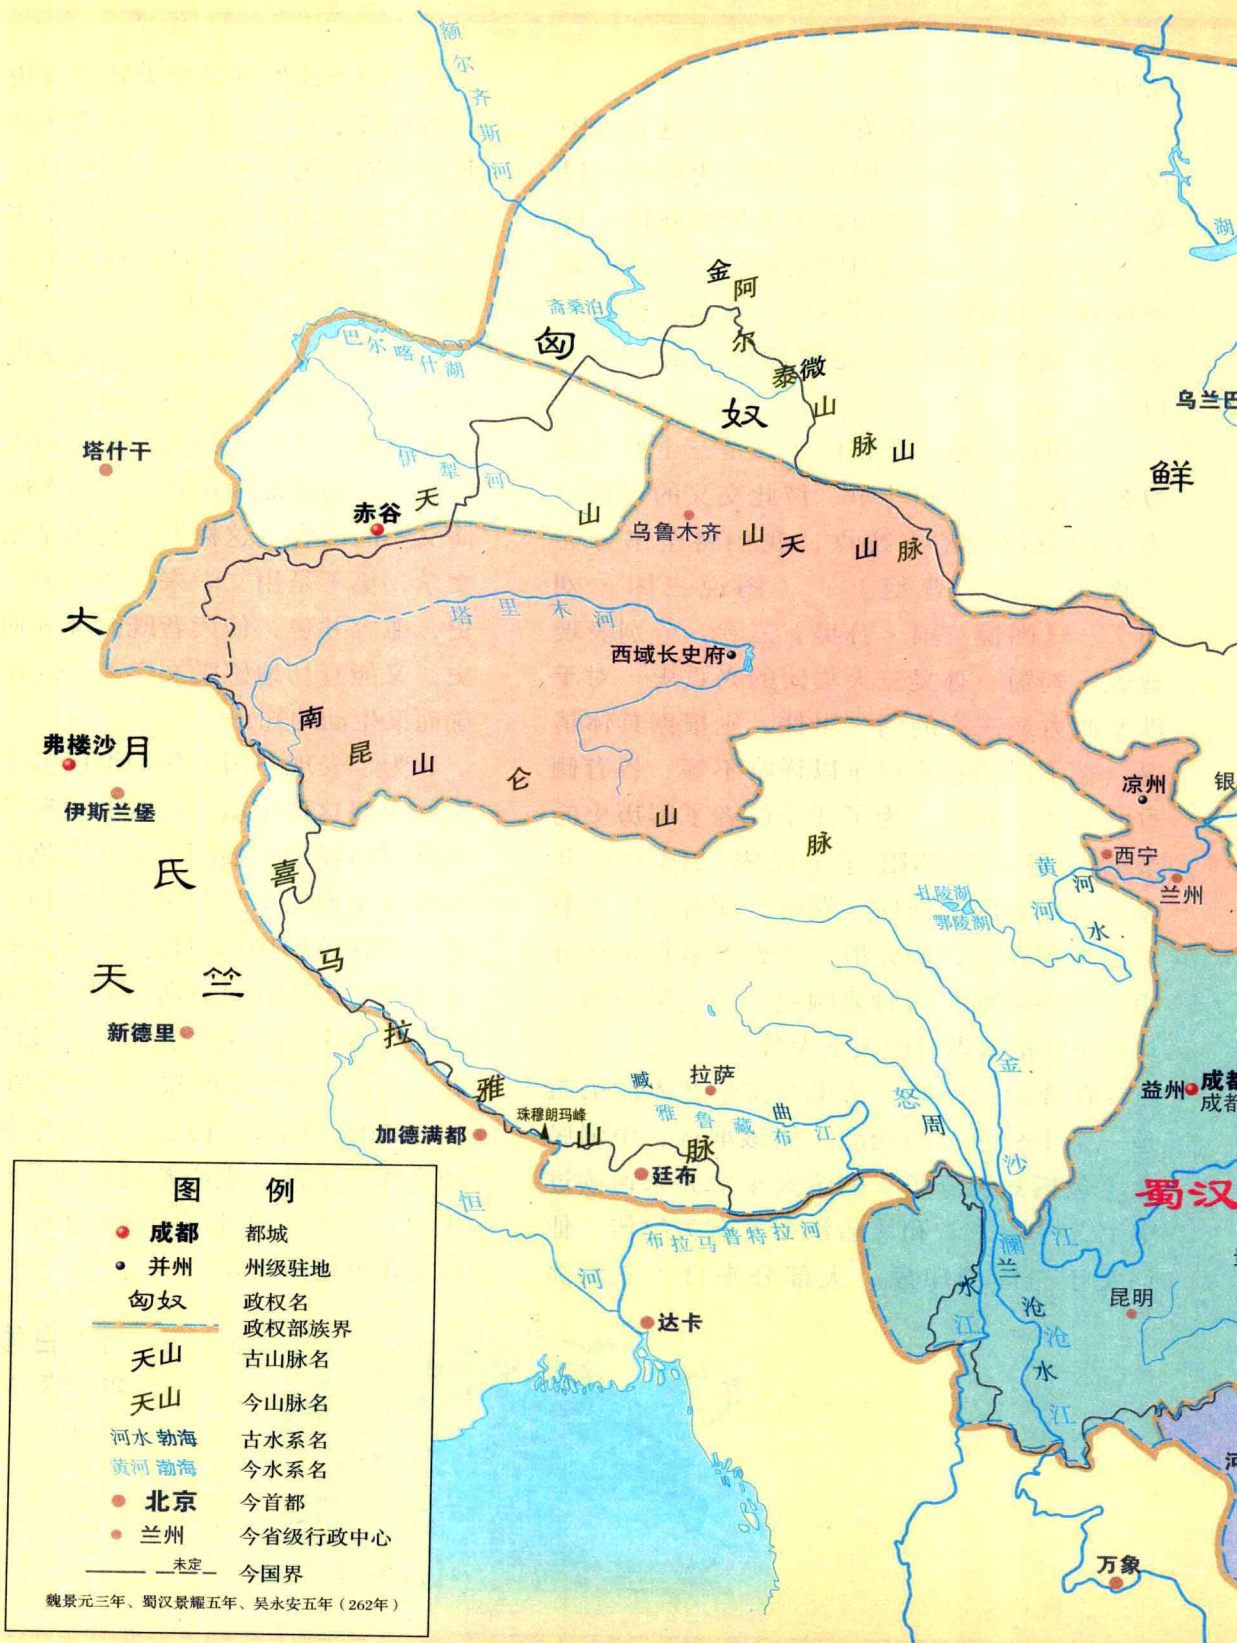 额尔齐斯河
湖
金微山
阿尔泰山脉
斋桑泊
匈奴
巴尔喀什湖
乌兰巴
鲜
塔什干
伊犁河
天山
赤谷
乌鲁木齐
山
天山
山脉
塔里木河
大月氏
西域长史府
南山
昆仑山脉
弗楼沙
伊斯兰堡
凉州
银
西宁
兰州
黄河
河水
扎陵湖
鄂陵湖
喜马拉雅山脉
天竺
新德里
金沙江
怒江
周水
臧曲
拉萨
雅鲁藏布江
珠穆朗玛峰
加德满都
廷布
益州
成都
成都
蜀汉
恒河
布拉马普特拉河
达卡
澜沧江
兰沧水
昆明
河
万象
图例
成都 都城
并州 州级驻地
匈奴 政权名
政权部族界
天山 古山脉名
天山 今山脉名
河水 勃海 古水系名
黄河 渤海 今水系名
北京 今首都
兰州 今省级行政中心
未定 今国界
魏景元三年、蜀汉景耀五年、吴永安五年（262年）